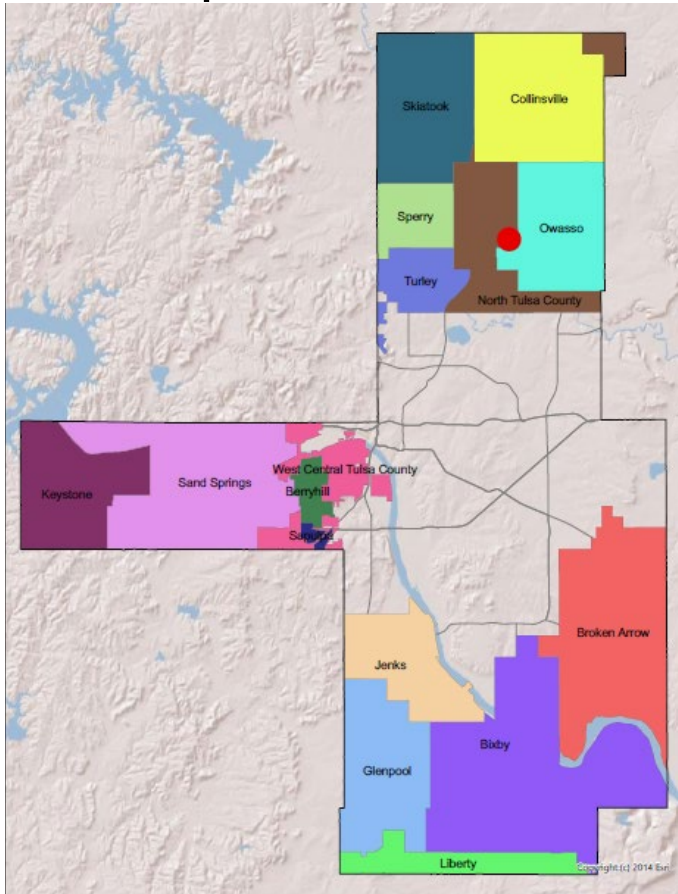 Skiatook
Collinsville
Sperry
Owasso
Turley
North Tulsa County
West Central Tulsa County
Keystone
Sand Springs
Berryhill
Sapulpa
Broken Arrow
Jenks
Bixby
Glenpool
Liberty
Copyright:(c) 2014 Esri